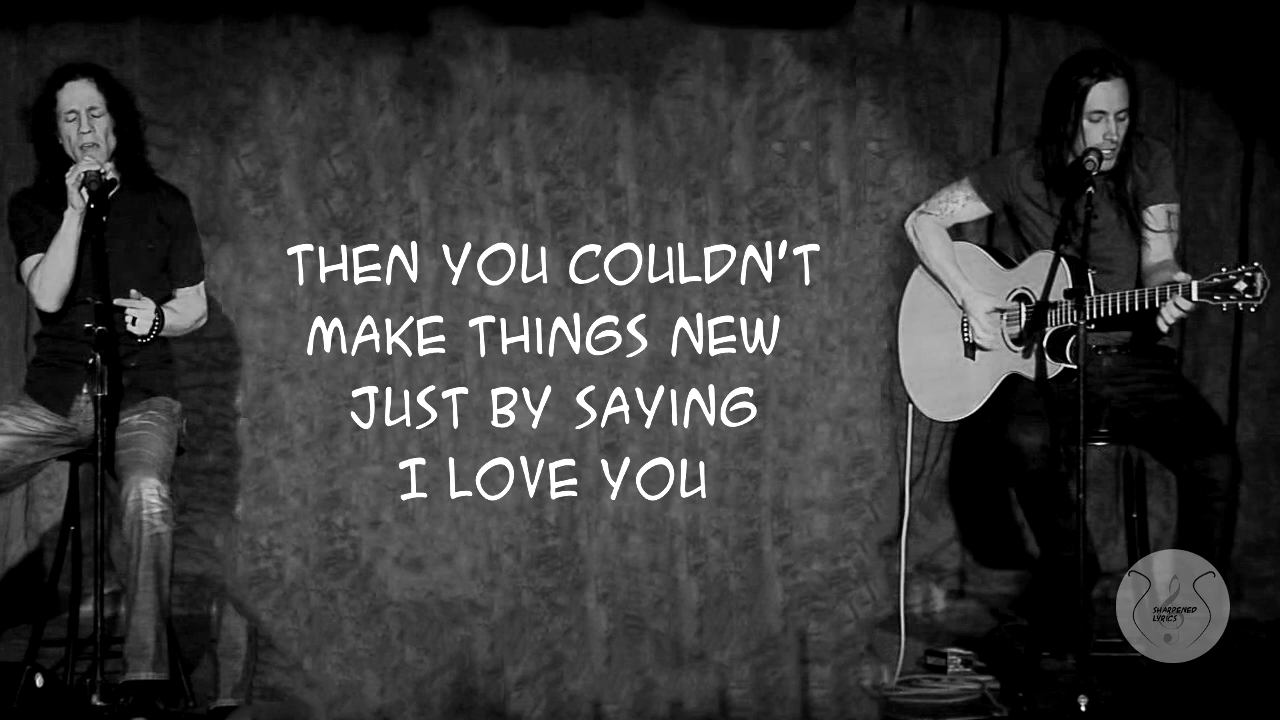 THEN YOU COULDN'T
MAKE THINGS NEW
JUST BY SAYING
I LOVE YOU
SHARPENED
LYRICS